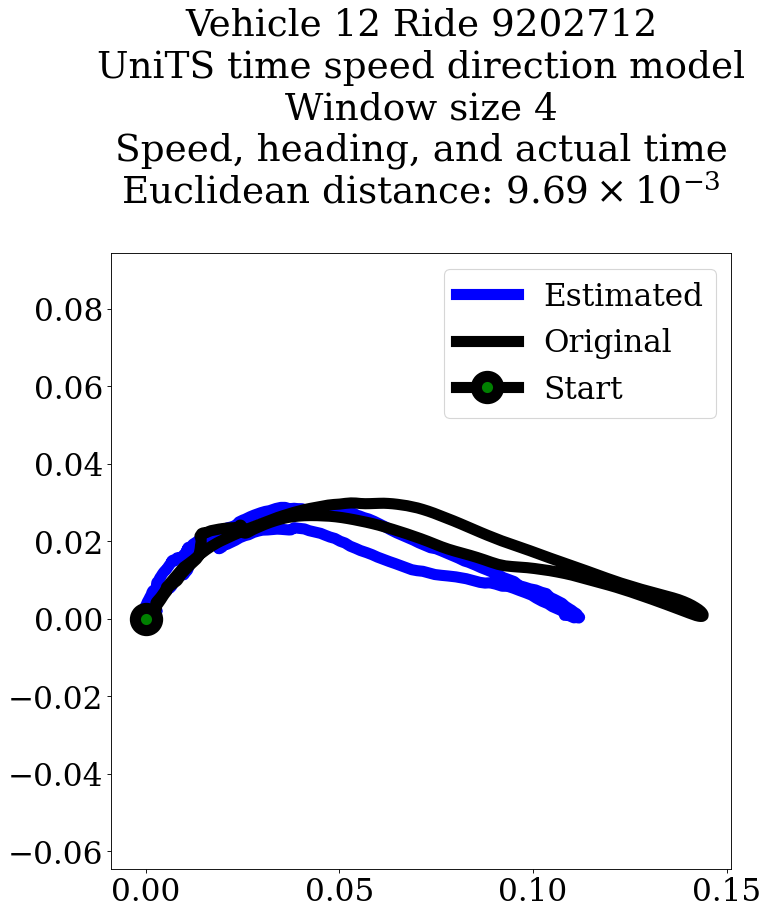 Vehicle 12 Ride 9202712
UniTS time speed direction model
Window size 4
Speed, heading, and actual time
Euclidean distance: 9.69 × 10⁻³
Estimated
Original
Start
0.08
0.06
0.04
0.02
0.00
−0.02
−0.04
−0.06
0.00 0.05 0.10 0.15